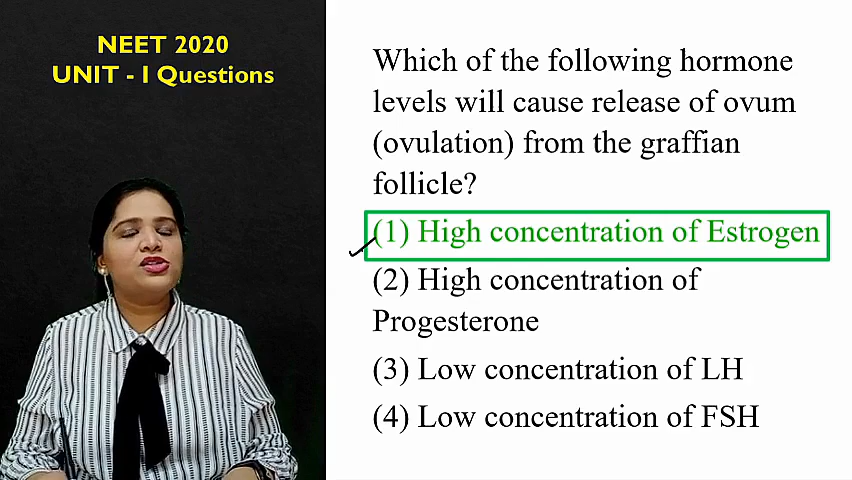 NEET 2020
UNIT - I Questions
Which of the following hormone
levels will cause release of ovum
(ovulation) from the graffian
follicle?
(1) High concentration of Estrogen
(2) High concentration of
Progesterone
(3) Low concentration of LH
(4) Low concentration of FSH